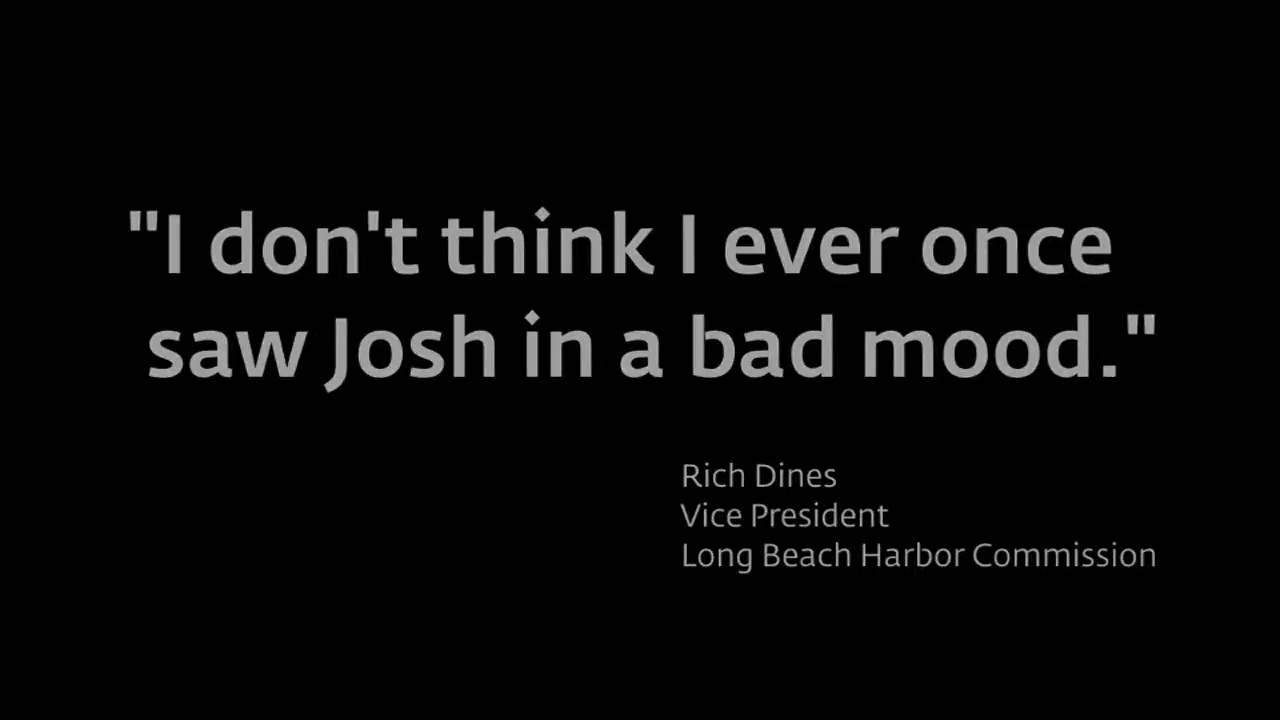 "I don't think I ever once
saw Josh in a bad mood."
Rich Dines
Vice President
Long Beach Harbor Commission